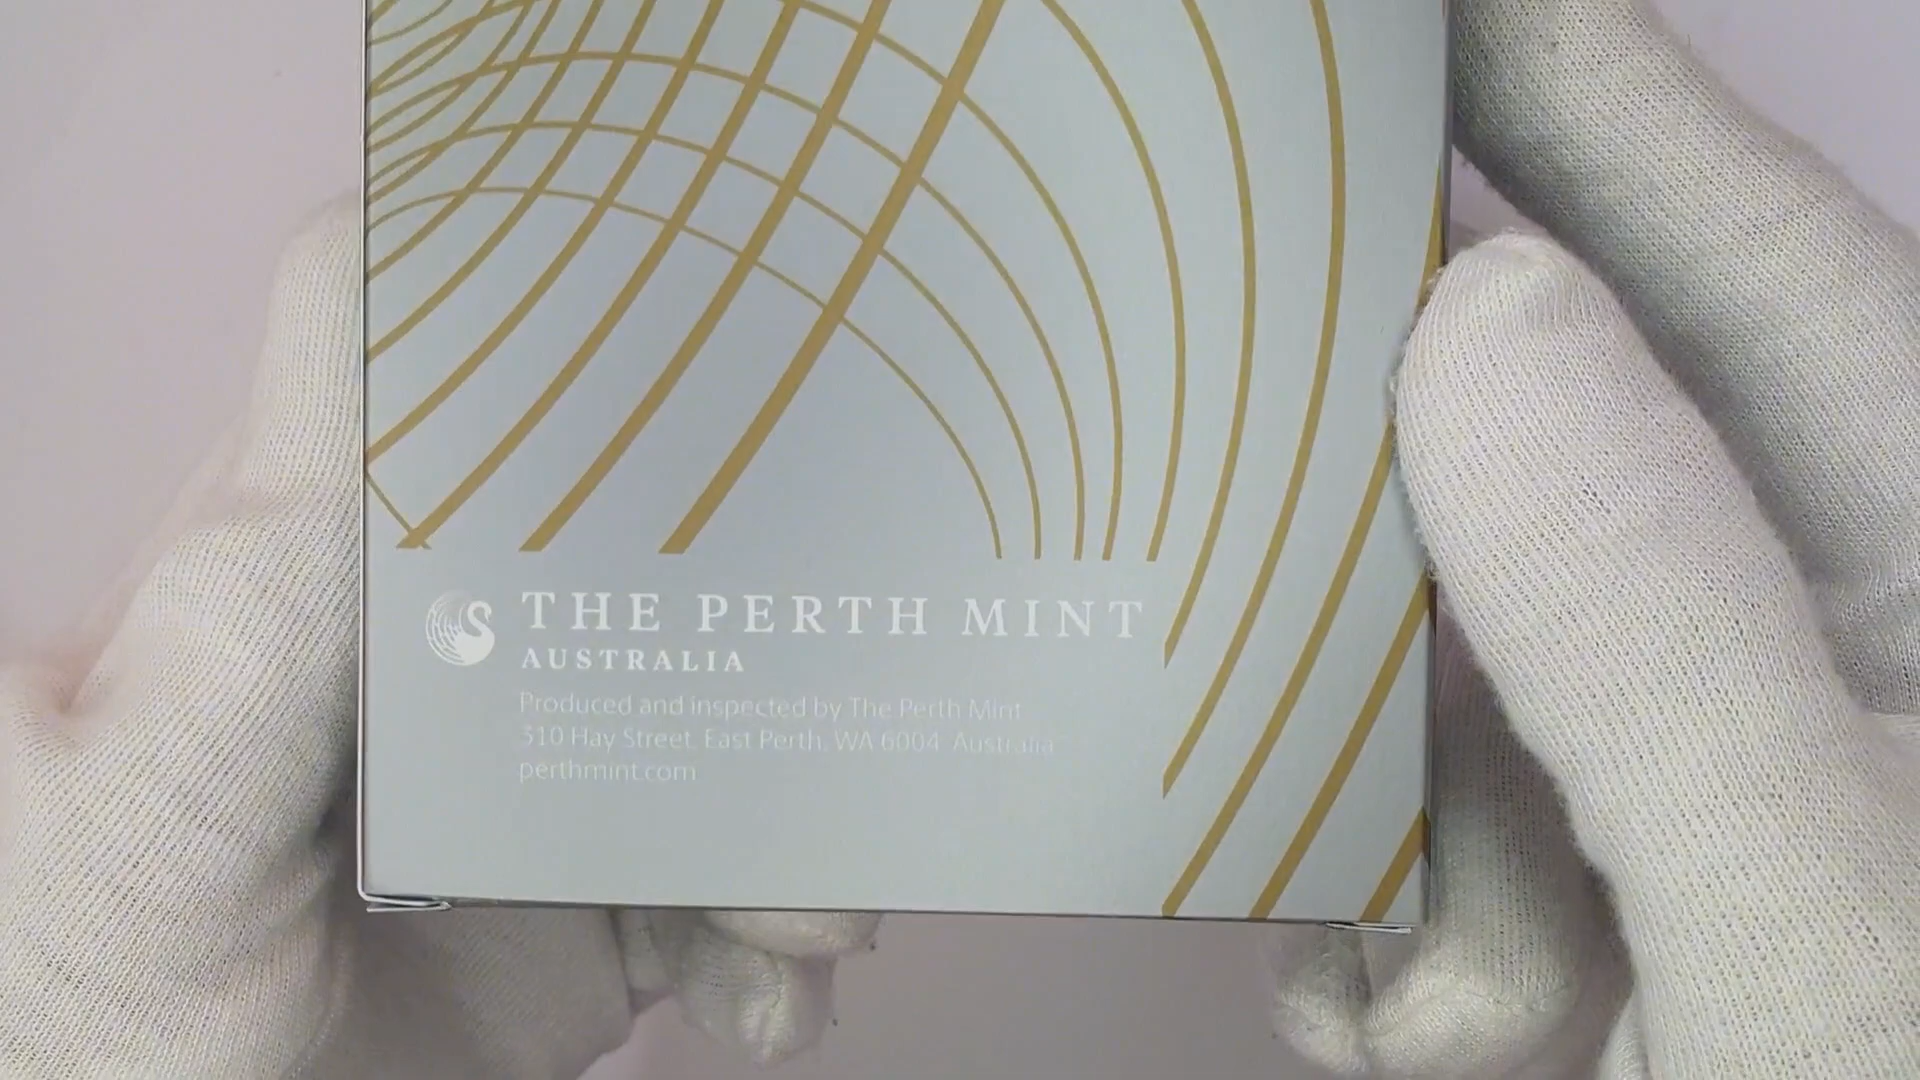 THE PERTH MINT
AUSTRALIA
Produced and inspected by The Perth Mint
310 Hay Street, East Perth, WA 6004 Australia
perthmint.com